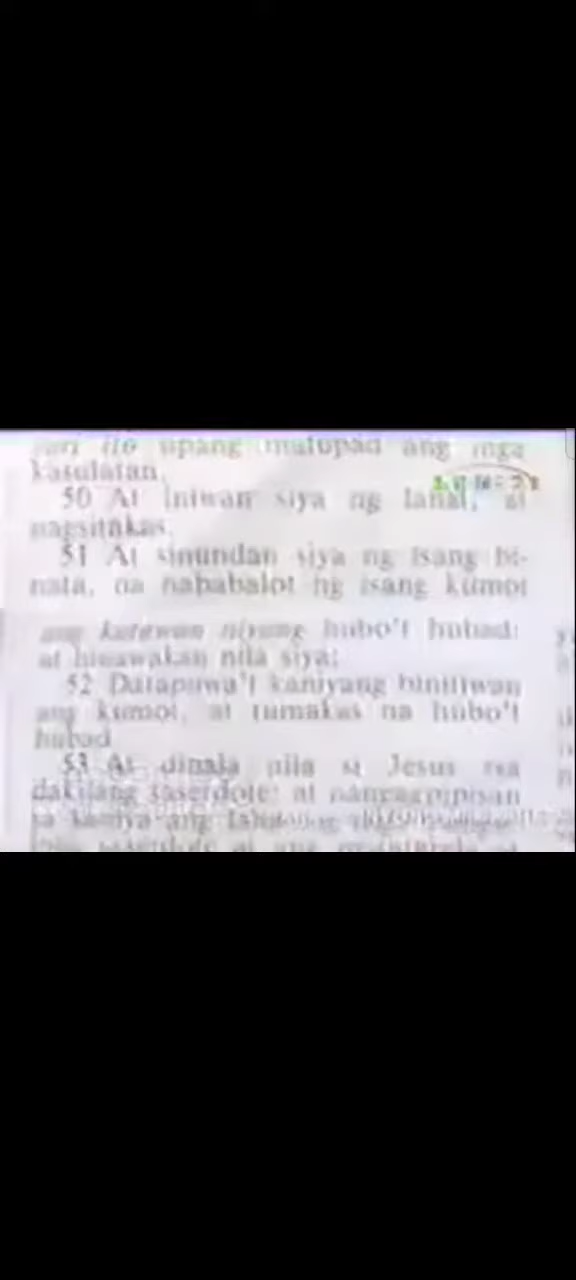 upang matupad ang mga
kasulatan.
50 At iniwan siya ng lahat, at
nagsitakas.
51 At sinundan siya ng isang bi-
nata, na nababalot ng isang kumot
ang katawan niyang hubo't hubad:
at hinawakan nila siya;
52 Datapuwa't kaniyang binitiwan
ang kumot, at tumakas na hubo't
hubad
53 At dinala nila si Jesus sa
dakilang saserdote: at nangagpipisan
sa kaniya ang